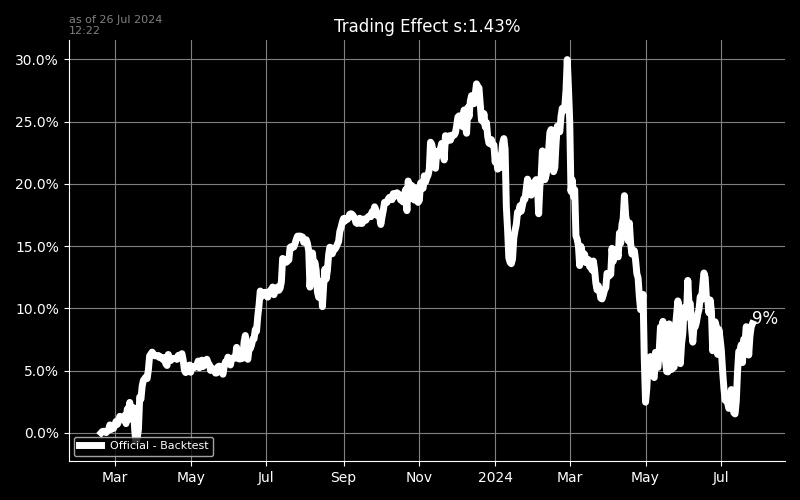 as of 26 Jul 2024
12:22
Trading Effect s:1.43%
30.0%
25.0%
20.0%
15.0%
10.0%
5.0%
0.0%
9%
Official - Backtest
Mar May Jul Sep Nov 2024 Mar May Jul